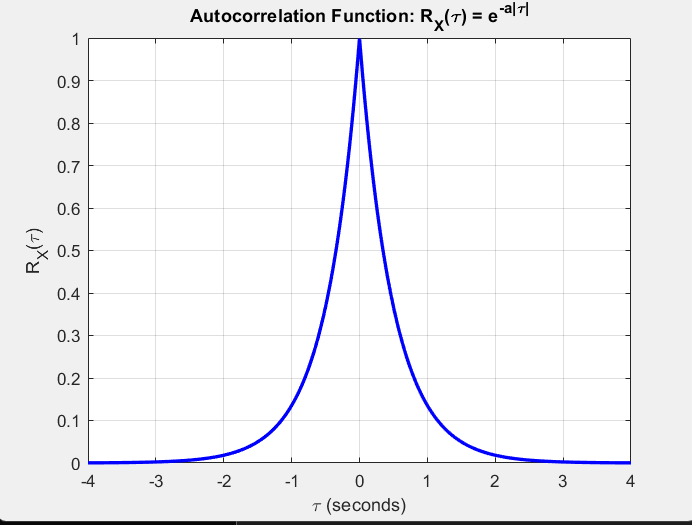 Autocorrelation Function: R_X(τ) = e^-a|τ|
1
0.9
0.8
0.7
0.6
0.5
0.4
0.3
0.2
0.1
0
R_X(τ)
-4 -3 -2 -1 0 1 2 3 4
τ (seconds)